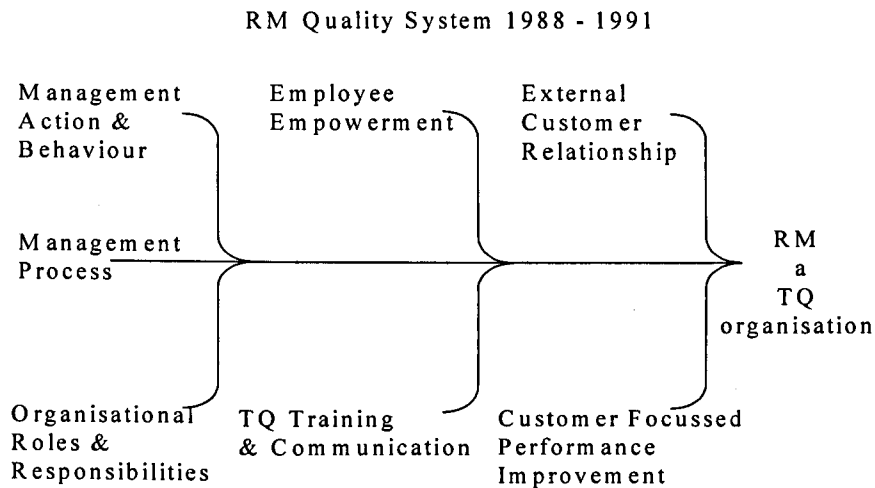 RM Quality System 1988 - 1991
Management
Action &
Behaviour
Employee
Empowerment
External
Customer
Relationship
Management
Process
RM
a
TQ
organisation
Organisational
Roles &
Responsibilities
TQ Training
& Communication
Customer Focussed
Performance
Improvement